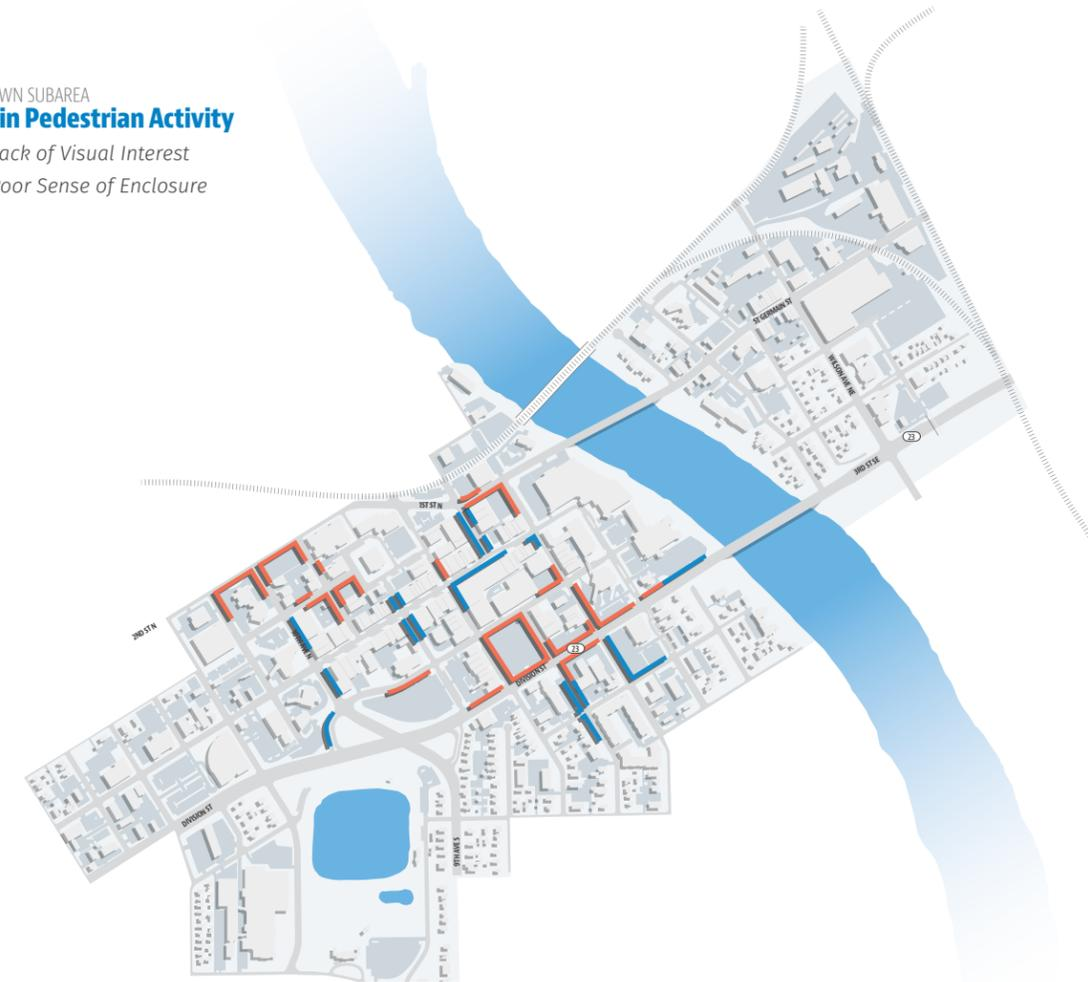 WN SUBAREA
in Pedestrian Activity
ack of Visual Interest
oor Sense of Enclosure
ST GERMAIN ST
WILSON AVE NE
23
3RD ST SE
1ST ST N
2ND ST N
23
DIVISION ST
DIVISION ST
9TH AVE S